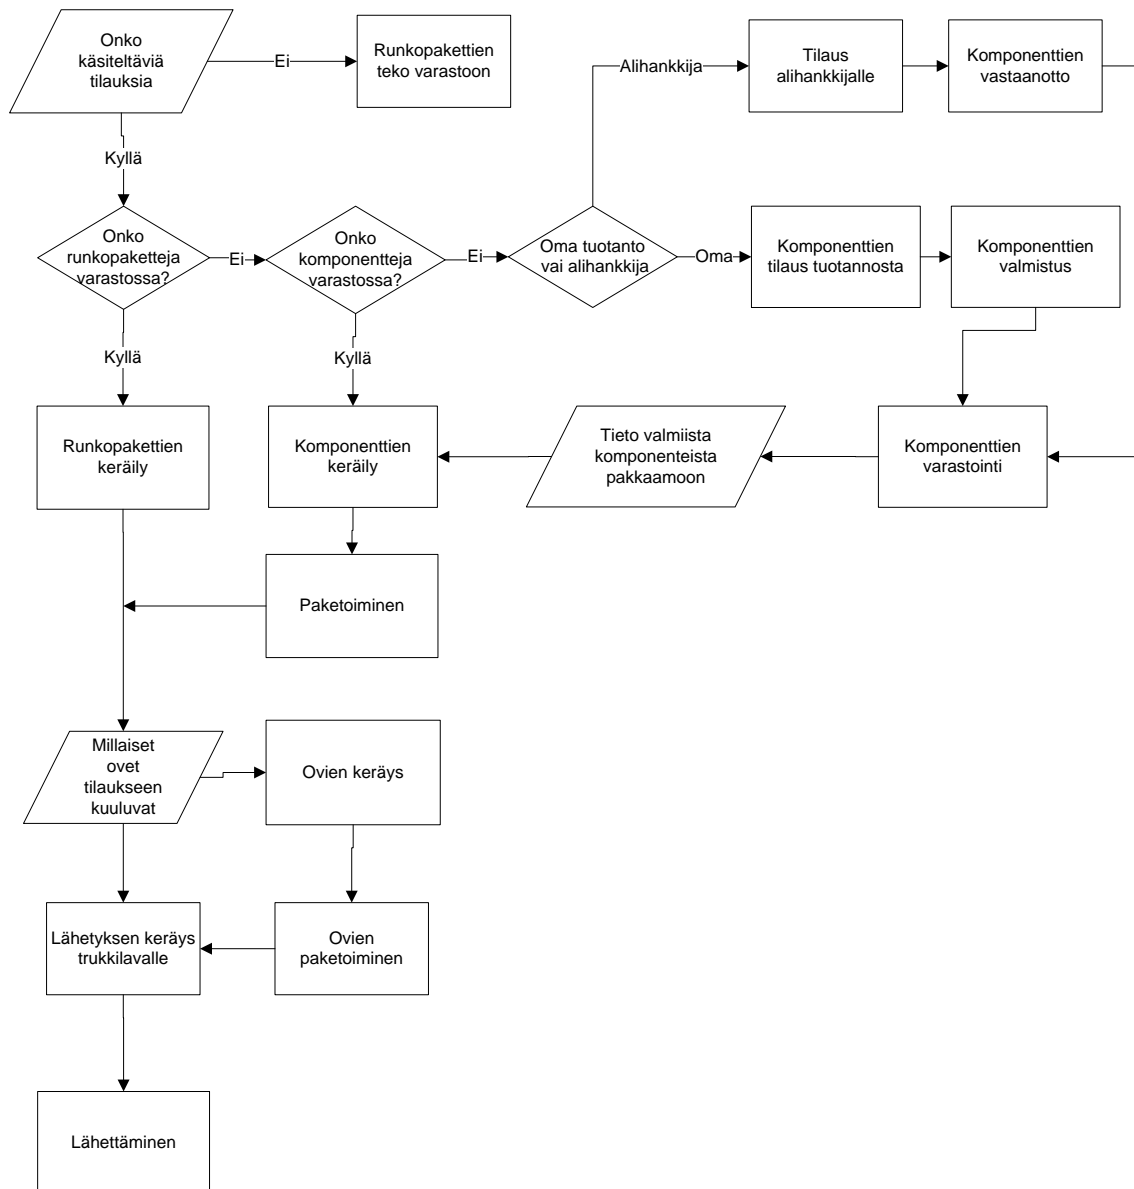 Onko
käsiteltäviä
tilauksia
Ei
Runkopakettien
teko varastoon
Alihankkija
Tilaus
alihankkijalle
Komponenttien
vastaanotto
Kyllä
Onko
runkopaketteja
varastossa?
Ei
Onko
komponentteja
varastossa?
Ei
Oma tuotanto
vai alihankkija
Oma
Komponenttien
tilaus tuotannosta
Komponenttien
valmistus
Kyllä
Kyllä
Runkopakettien
keräily
Komponenttien
keräily
Tieto valmiista
komponenteista
pakkaamoon
Komponenttien
varastointi
Paketoiminen
Millaiset
ovet
tilaukseen
kuuluvat
Ovien keräys
Lähetyksen keräys
trukkilavalle
Ovien
paketoiminen
Lähettäminen